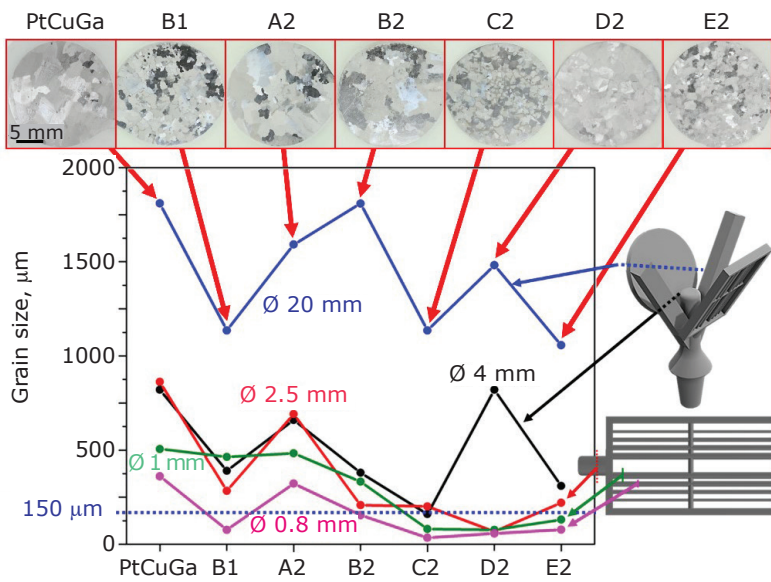 PtCuGa B1 A2 B2 C2 D2 E2
5 mm
2000
1500
1000
500
0
Grain size, μm
Ø 20 mm
Ø 4 mm
Ø 2.5 mm
Ø 1 mm
150 μm
Ø 0.8 mm
PtCuGa B1 A2 B2 C2 D2 E2